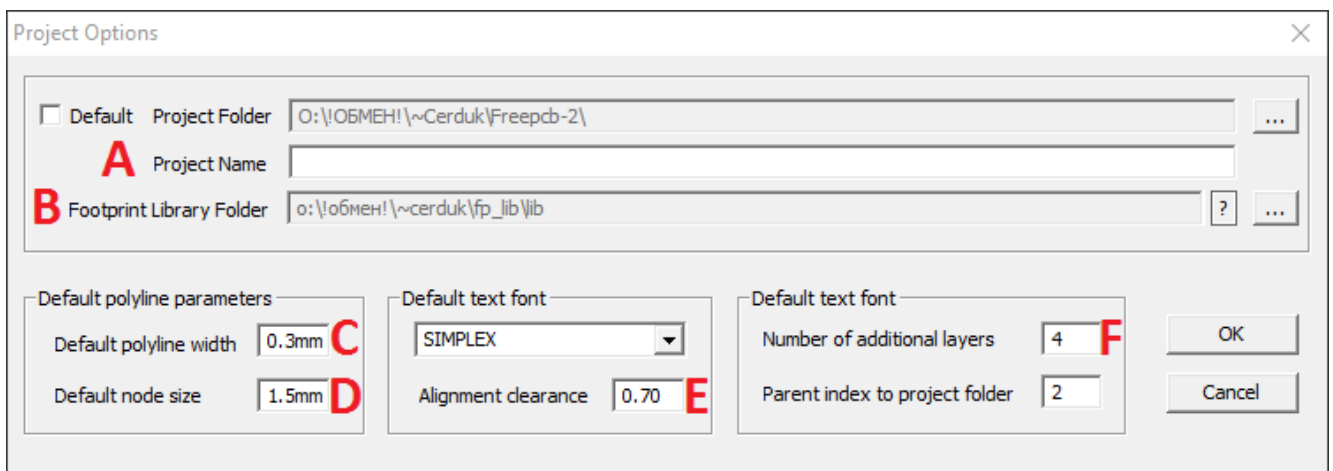 Project Options
Default Project Folder O:\!ОБМЕН!\~Cerduk\Freepcb-2\ ...
A Project Name
B Footprint Library Folder o:\!обмен!\~cerduk\fp_lib\lib ? ...
Default polyline parameters Default text font Default text font
Default polyline width 0.3mm C SIMPLEX Number of additional layers 4 F OK
Default node size 1.5mm D Alignment clearance 0.70 E Parent index to project folder 2 Cancel